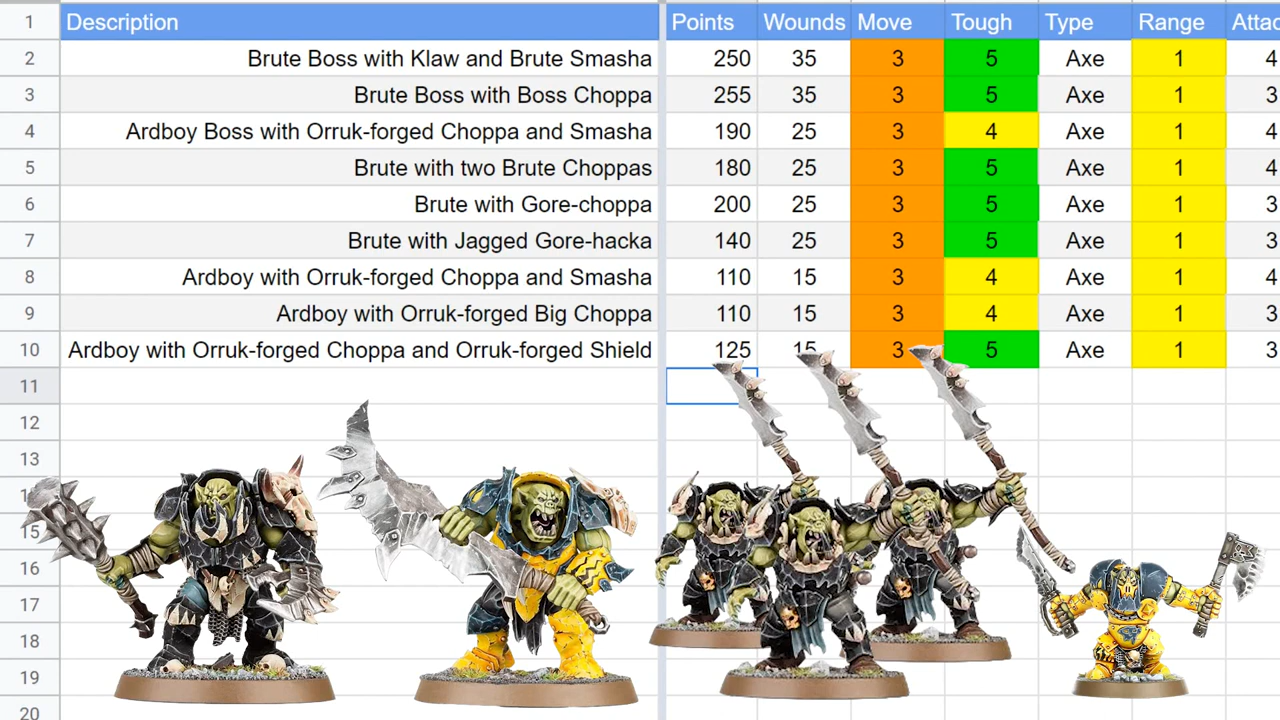 1 Description Points Wounds Move Tough Type Range Attac
2 Brute Boss with Klaw and Brute Smasha 250 35 3 5 Axe 1 4
3 Brute Boss with Boss Choppa 255 35 3 5 Axe 1 3
4 Ardboy Boss with Orruk-forged Choppa and Smasha 190 25 3 4 Axe 1 4
5 Brute with two Brute Choppas 180 25 3 5 Axe 1 4
6 Brute with Gore-choppa 200 25 3 5 Axe 1 3
7 Brute with Jagged Gore-hacka 140 25 3 5 Axe 1 3
8 Ardboy with Orruk-forged Choppa and Smasha 110 15 3 4 Axe 1 4
9 Ardboy with Orruk-forged Big Choppa 110 15 3 4 Axe 1 3
10 Ardboy with Orruk-forged Choppa and Orruk-forged Shield 125 15 3 5 Axe 1 3
11
12
13
15
16
17
18
19
20